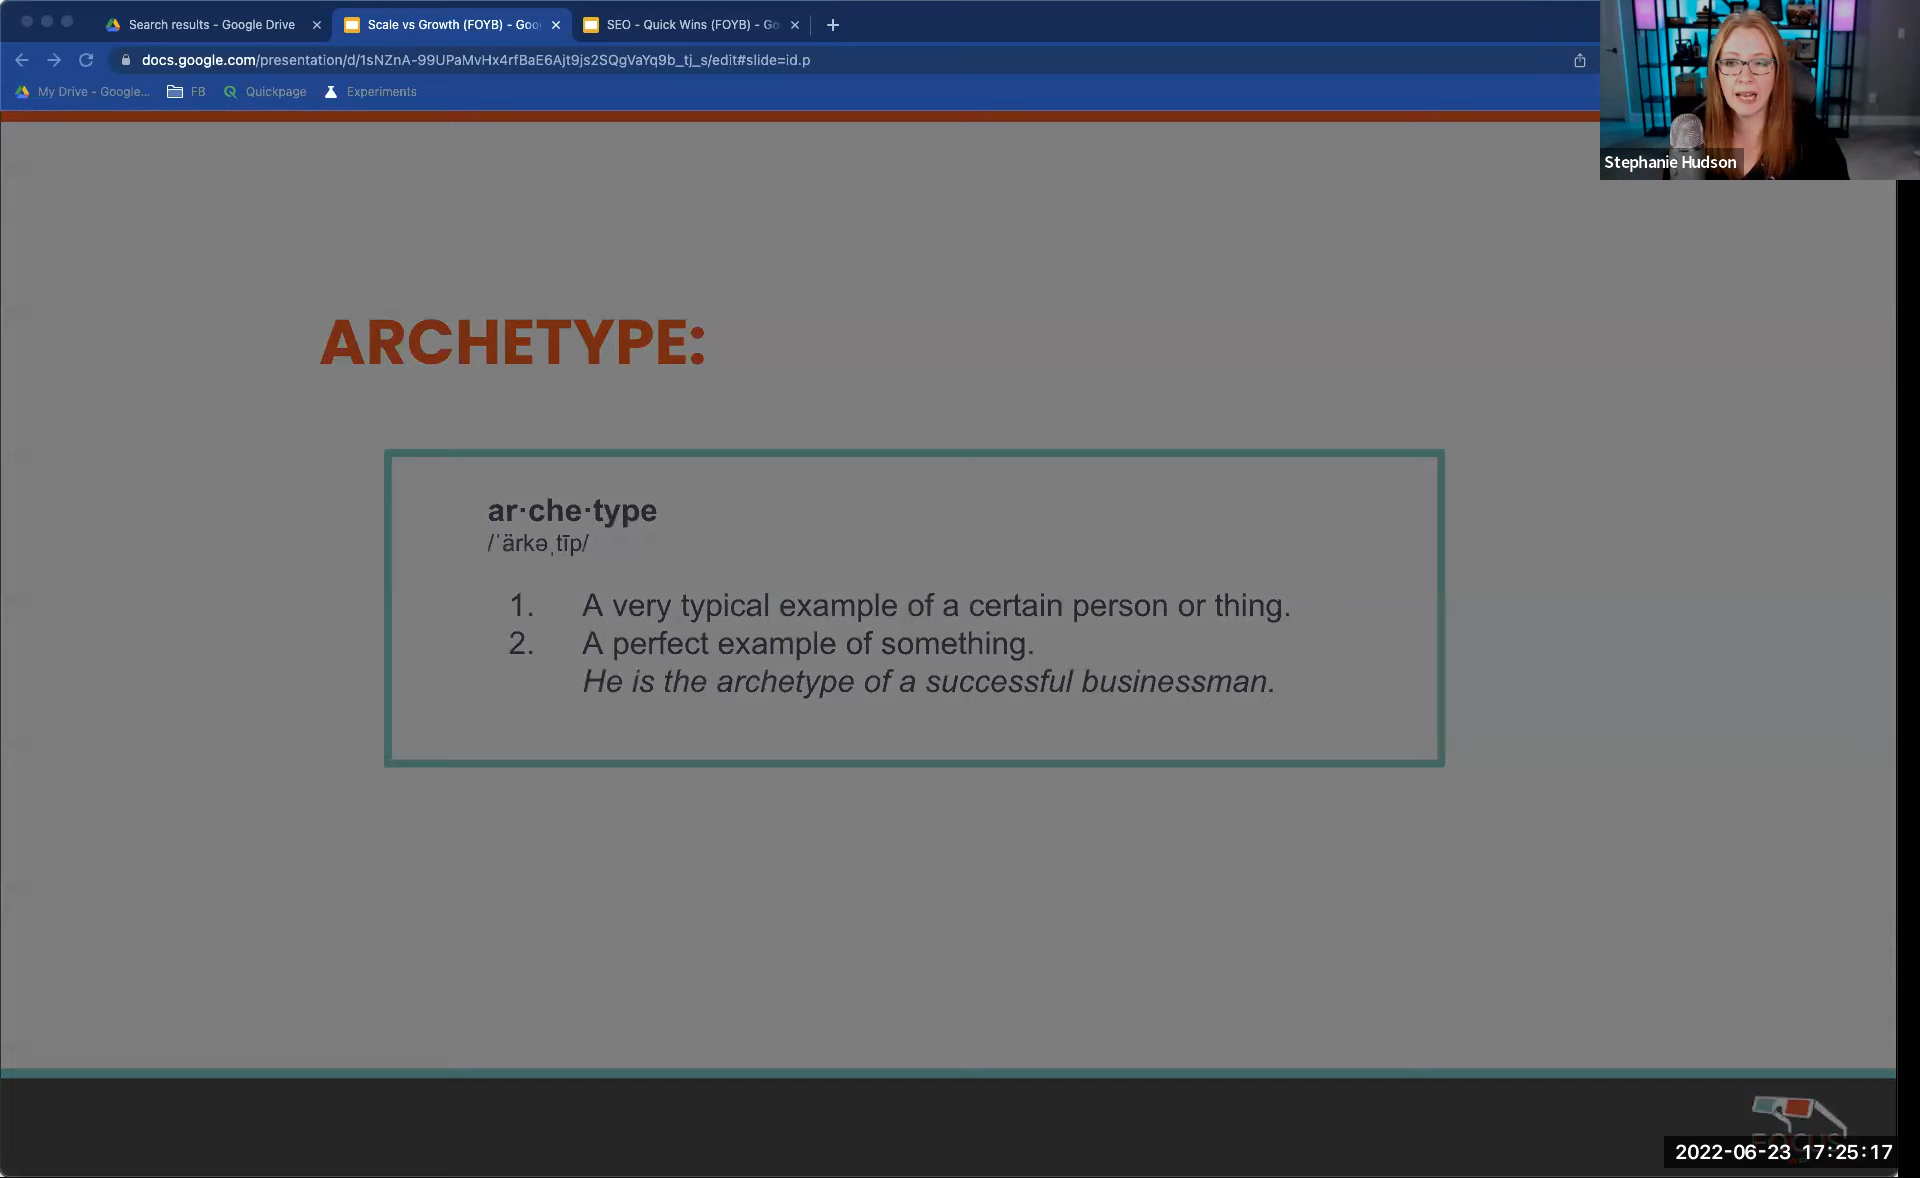 Search results - Google Drive
Scale vs Growth (FOYB) - Goo
SEO - Quick Wins (FOYB) - Go
docs.google.com/presentation/d/1sNZnA-99UPaMvHx4rfBaE6Ajt9js2SQgVaYq9b_tj_s/edit#slide=id.p
My Drive - Google...
FB
Quickpage
Experiments
Stephanie Hudson
ARCHETYPE:
ar·che·type
/ˈärkəˌtīp/
1. A very typical example of a certain person or thing.
2. A perfect example of something.
He is the archetype of a successful businessman.
2022-06-23 17:25:17